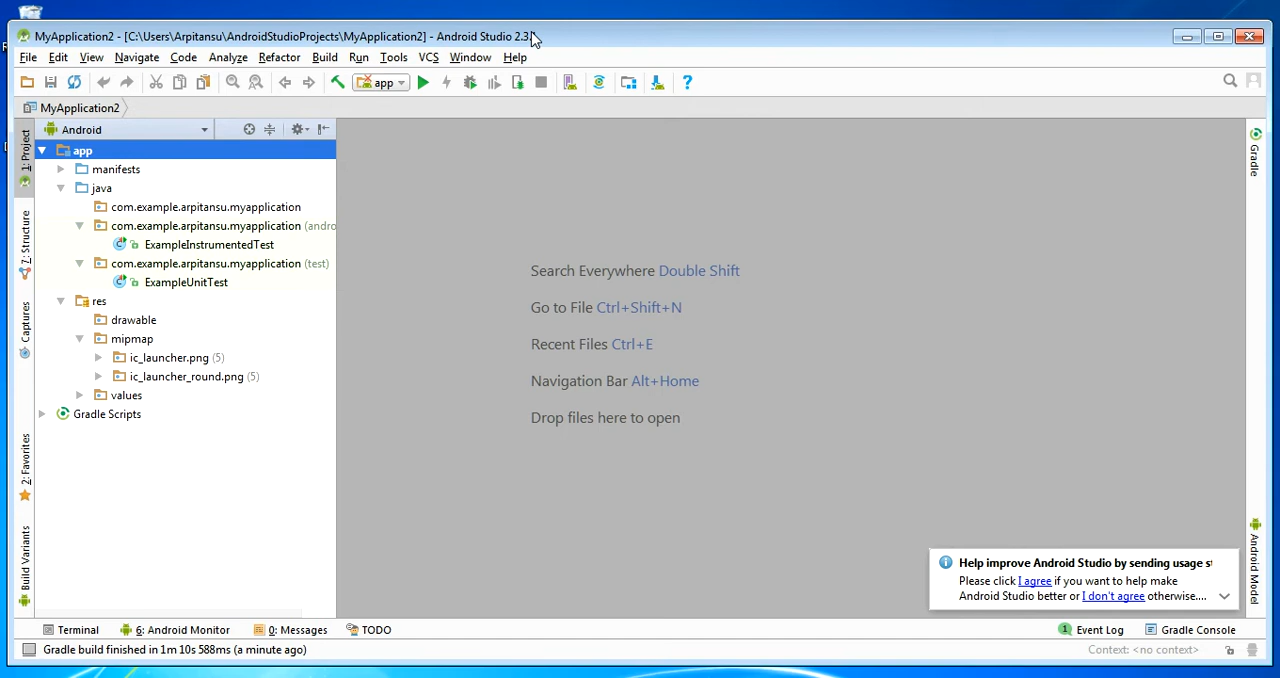 MyApplication2 - [C:\Users\Arpitansu\AndroidStudioProjects\MyApplication2] - Android Studio 2.3.
File Edit View Navigate Code Analyze Refactor Build Run Tools VCS Window Help
app
MyApplication2
1: Project
Android
app
manifests
java
com.example.arpitansu.myapplication
com.example.arpitansu.myapplication (andro
ExampleInstrumentedTest
com.example.arpitansu.myapplication (test)
ExampleUnitTest
res
drawable
mipmap
ic_launcher.png (5)
ic_launcher_round.png (5)
values
Gradle Scripts
Z: Structure
Captures
2: Favorites
Build Variants
Search Everywhere Double Shift
Go to File Ctrl+Shift+N
Recent Files Ctrl+E
Navigation Bar Alt+Home
Drop files here to open
Gradle
Android Model
Help improve Android Studio by sending usage st
Please click I agree if you want to help make
Android Studio better or I don't agree otherwise....
Terminal 6: Android Monitor 0: Messages TODO 1 Event Log Gradle Console
Gradle build finished in 1m 10s 588ms (a minute ago) Context: <no context>